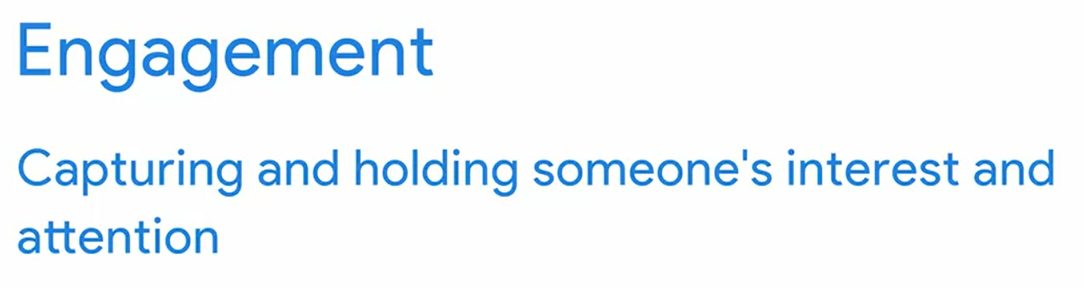 Engagement
Capturing and holding someone's interest and
attention